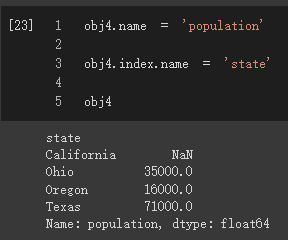 [23] 1 obj4.name = 'population'
2
3 obj4.index.name = 'state'
4
5 obj4
state
California NaN
Ohio 35000.0
Oregon 16000.0
Texas 71000.0
Name: population, dtype: float64